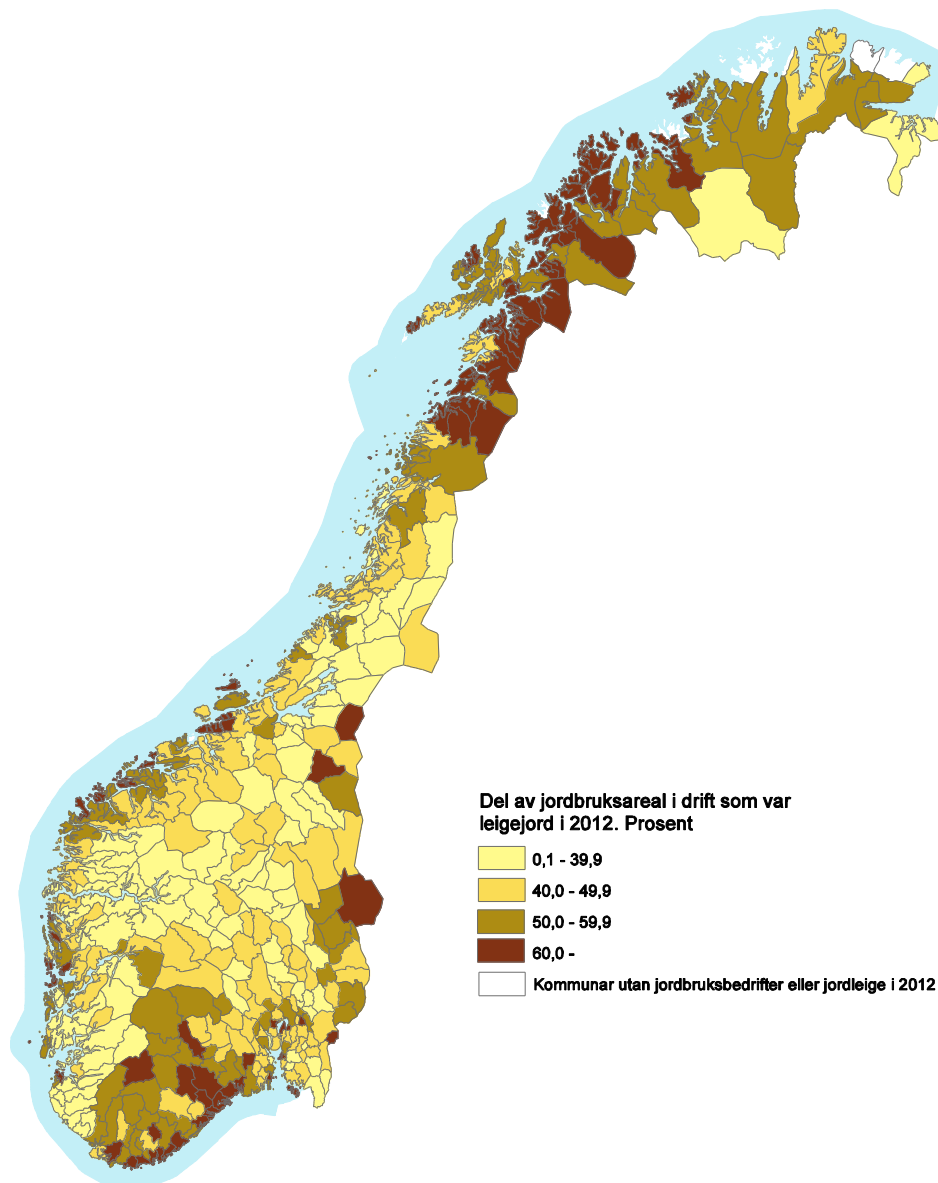 Del av jordbruksareal i drift som var
leigejord i 2012. Prosent
0,1 - 39,9
40,0 - 49,9
50,0 - 59,9
60,0 -
Kommunar utan jordbruksbedrifter eller jordleige i 2012